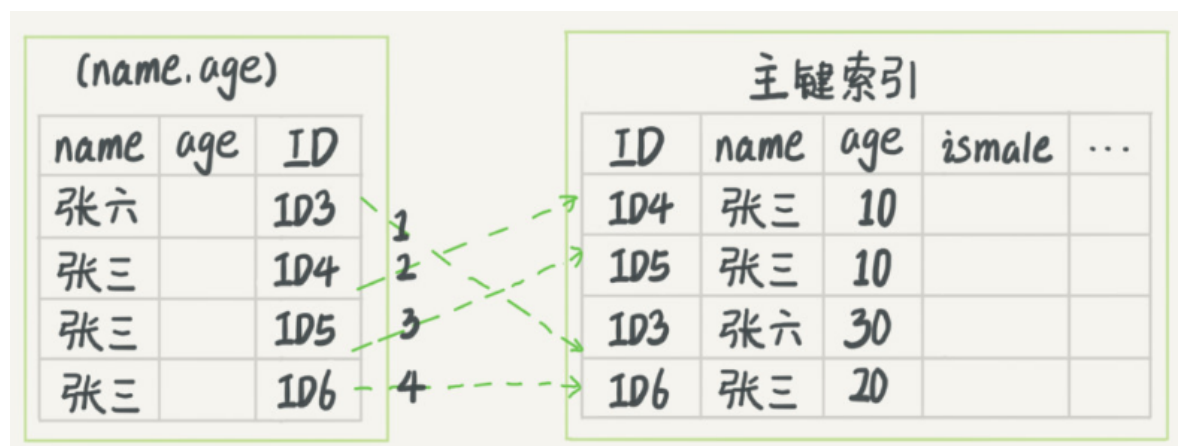 (name.age)
name age ID
张六 ID3
张三 ID4
张三 ID5
张三 ID6
1
2
3
4
主键索引
ID name age ismale ...
ID4 张三 10
ID5 张三 10
ID3 张六 30
ID6 张三 20